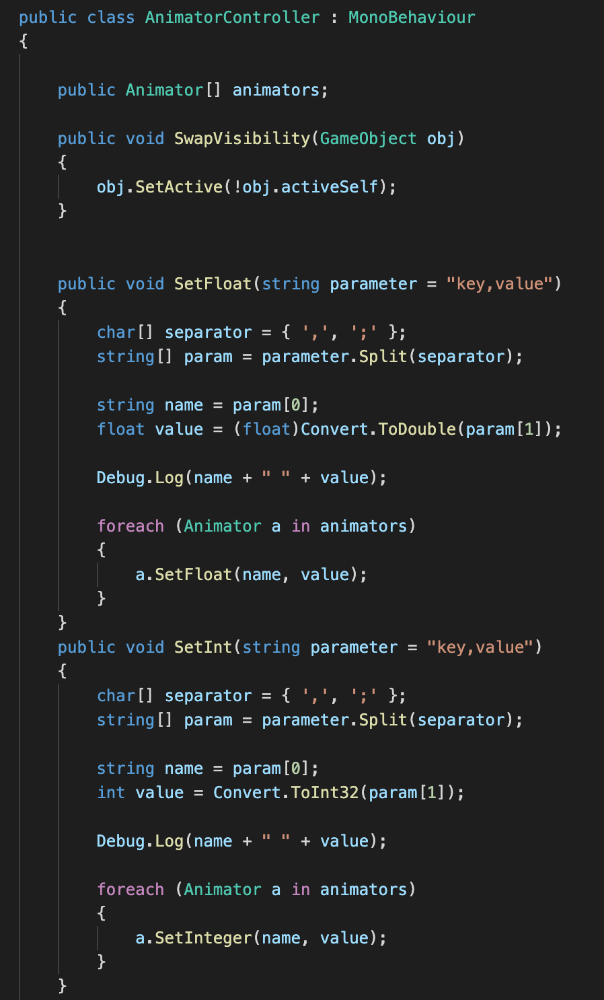 public class AnimatorController : MonoBehaviour
{
public Animator[] animators;
public void SwapVisibility(GameObject obj)
{
obj.SetActive(!obj.activeSelf);
}
public void SetFloat(string parameter = "key,value")
{
char[] separator = { ',', ';' };
string[] param = parameter.Split(separator);
string name = param[0];
float value = (float)Convert.ToDouble(param[1]);
Debug.Log(name + " " + value);
foreach (Animator a in animators)
{
a.SetFloat(name, value);
}
}
public void SetInt(string parameter = "key,value")
{
char[] separator = { ',', ';' };
string[] param = parameter.Split(separator);
string name = param[0];
int value = Convert.ToInt32(param[1]);
Debug.Log(name + " " + value);
foreach (Animator a in animators)
{
a.SetInteger(name, value);
}
}